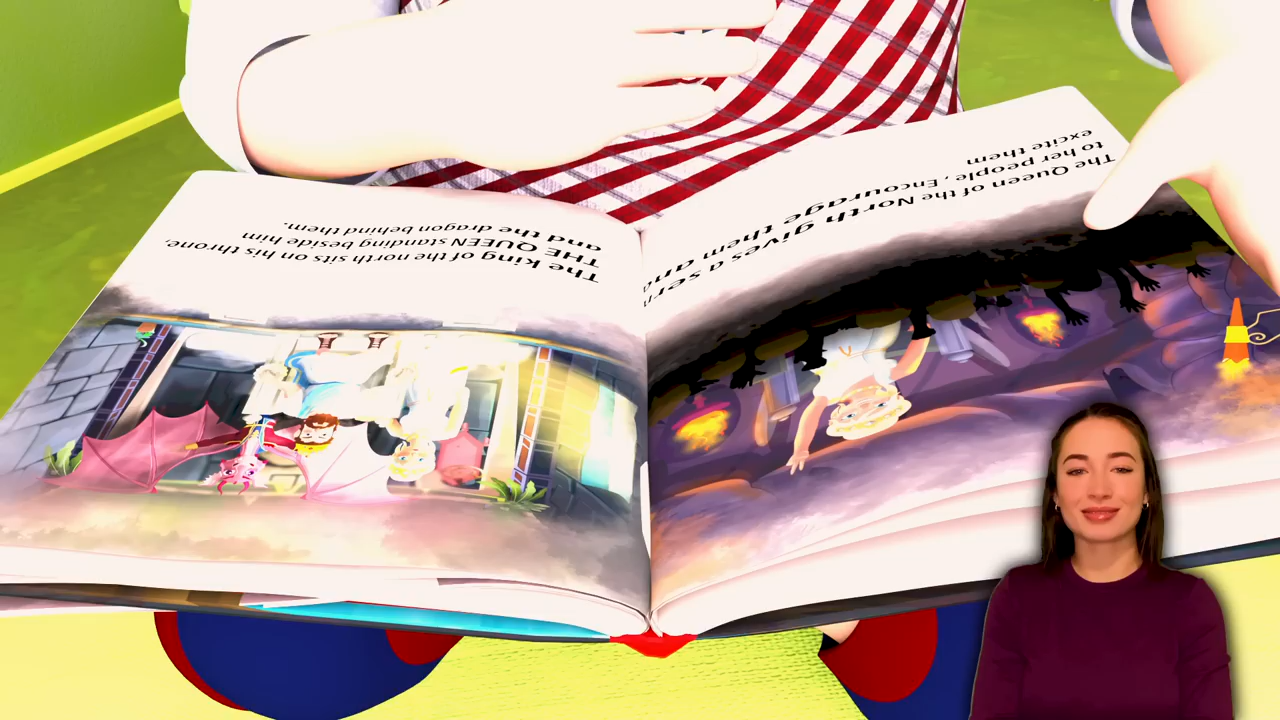 The king of the north sits on his throne,
THE QUEEN standing beside him
and the dragon behind them.
The Queen of the North gives a
to her people, Encourage them and
excite them